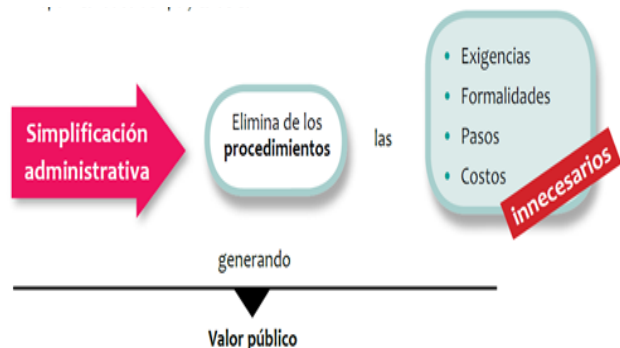 Simplificación
administrativa
Elimina de los
procedimientos
las
• Exigencias
• Formalidades
• Pasos
• Costos
innecesarios
generando
Valor público